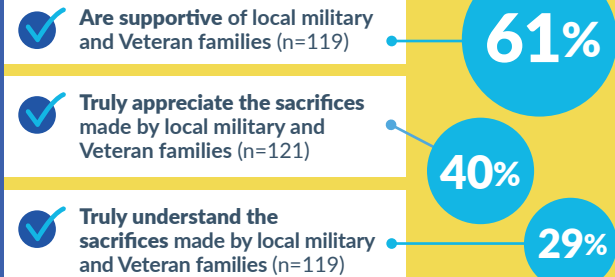 Are supportive of local military
and Veteran families (n=119)
61%
Truly appreciate the sacrifices
made by local military and
Veteran families (n=121)
40%
Truly understand the
sacrifices made by local military
and Veteran families (n=119)
29%